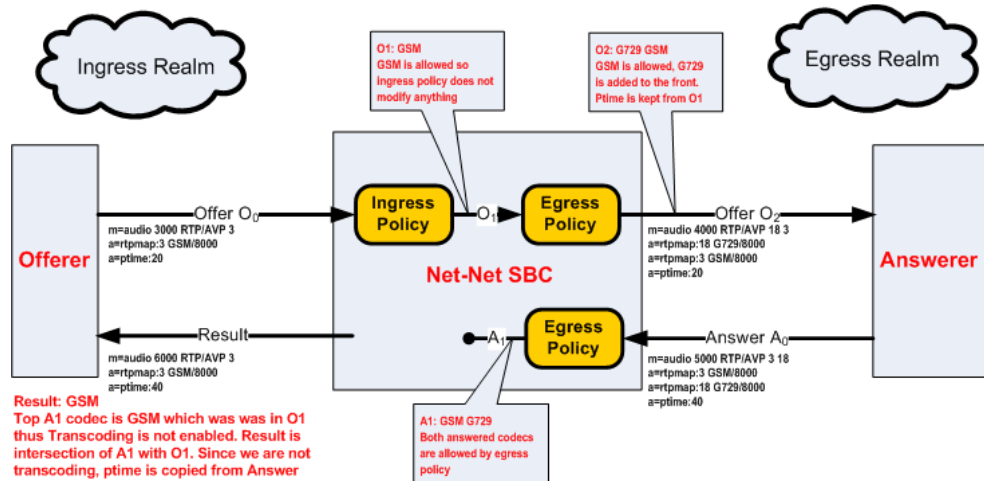 Ingress Realm
O1: GSM
GSM is allowed so
ingress policy does not
modify anything
O2: G729 GSM
GSM is allowed, G729
is added to the front.
Ptime is kept from O1
Egress Realm
Offerer
Offer O0
m=audio 3000 RTP/AVP 3
a=rtpmap:3 GSM/8000
a=ptime:20
Ingress
Policy
O1
Egress
Policy
Net-Net SBC
Offer O2
m=audio 4000 RTP/AVP 18 3
a=rtpmap:18 G729/8000
a=rtpmap:3 GSM/8000
a=ptime:20
Answerer
Result
m=audio 6000 RTP/AVP 3
a=rtpmap:3 GSM/8000
a=ptime:40
A1
Egress
Policy
Answer A0
m=audio 5000 RTP/AVP 3 18
a=rtpmap:3 GSM/8000
a=rtpmap:18 G729/8000
a=ptime:40
Result: GSM
Top A1 codec is GSM which was was in O1
thus Transcoding is not enabled. Result is
intersection of A1 with O1. Since we are not
transcoding, ptime is copied from Answer
A1: GSM G729
Both answered codecs
are allowed by egress
policy